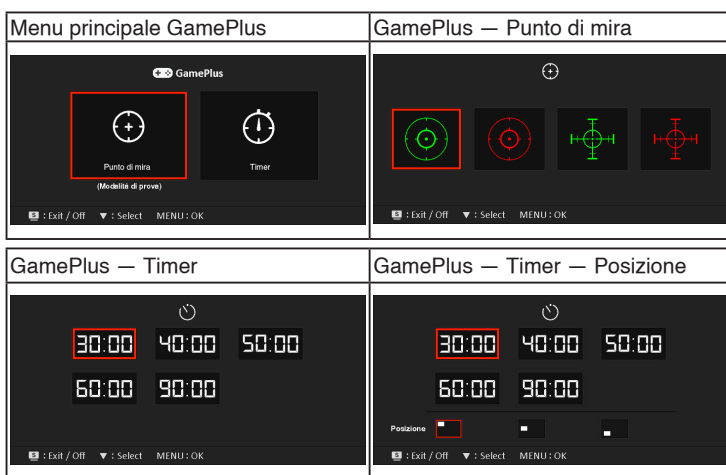 Menu principale GamePlus
GamePlus — Punto di mira
GamePlus
Punto di mira
Timer
(Modalità di prova)
S : Exit / Off ▼ : Select MENU : OK
S : Exit / Off ▼ : Select MENU : OK
GamePlus — Timer
GamePlus — Timer — Posizione
30:00 40:00 50:00
60:00 90:00
S : Exit / Off ▼ : Select MENU : OK
30:00 40:00 50:00
60:00 90:00
Posizione
S : Exit / Off ▼ : Select MENU : OK